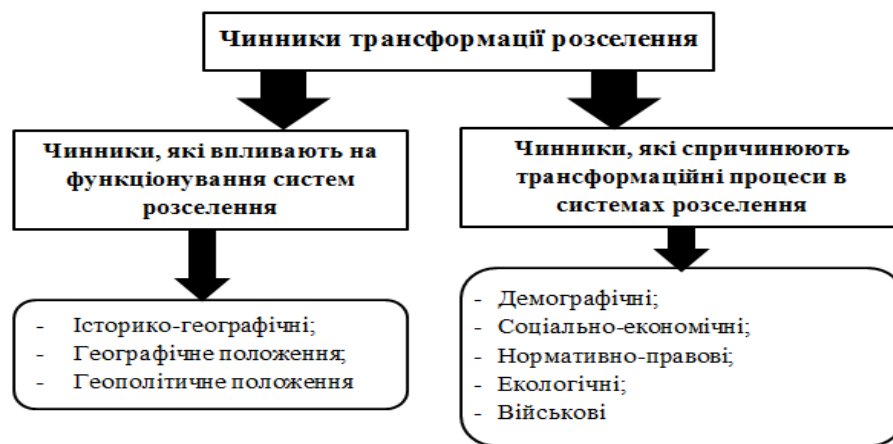 Чинники трансформації розселення
Чинники, які впливають на
функціонування систем
розселення
Чинники, які спричинюють
трансформаційні процеси в
системах розселення
- Історико-географічні;
- Географічне положення;
- Геополітичне положення
- Демографічні;
- Соціально-економічні;
- Нормативно-правові;
- Екологічні;
- Військові